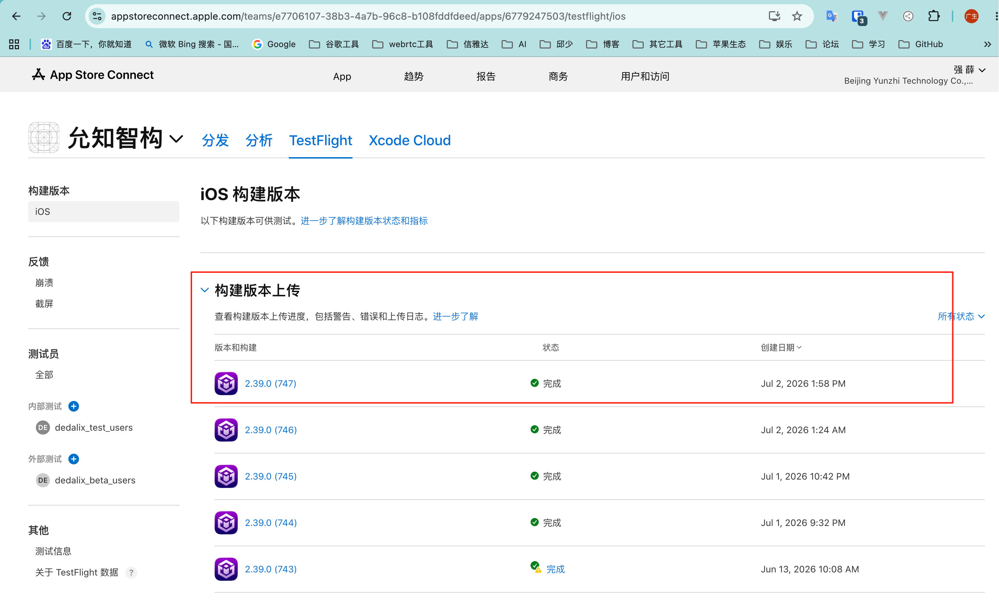 appstoreconnect.apple.com/teams/e7706107-38b3-4a7b-96c8-b108fddfdeed/apps/6779247503/testflight/ios
3
广生
百度一下，你就知道 微软 Bing 搜索 - 国... Google 谷歌工具 webrtc工具 信雅达 AI 邱少 博客 其它工具 苹果生态 娱乐 论坛 学习 GitHub
App Store Connect
App 趋势 报告 商务 用户和访问
强 薛
Beijing Yunzhi Technology Co.,...
允知智构 分发 分析 TestFlight Xcode Cloud
构建版本
iOS
反馈
崩溃
截屏
测试员
全部
内部测试
DE dedalix_test_users
外部测试
DE dedalix_beta_users
其他
测试信息
关于 TestFlight 数据 ?
iOS 构建版本
以下构建版本可供测试。进一步了解构建版本状态和指标
构建版本上传
查看构建版本上传进度，包括警告、错误和上传日志。进一步了解
所有状态
版本和构建 状态 创建日期
2.39.0 (747) 完成 Jul 2, 2026 1:58 PM
2.39.0 (746) 完成 Jul 2, 2026 1:24 AM
2.39.0 (745) 完成 Jul 1, 2026 10:42 PM
2.39.0 (744) 完成 Jul 1, 2026 9:32 PM
2.39.0 (743) 完成 Jun 13, 2026 10:08 AM